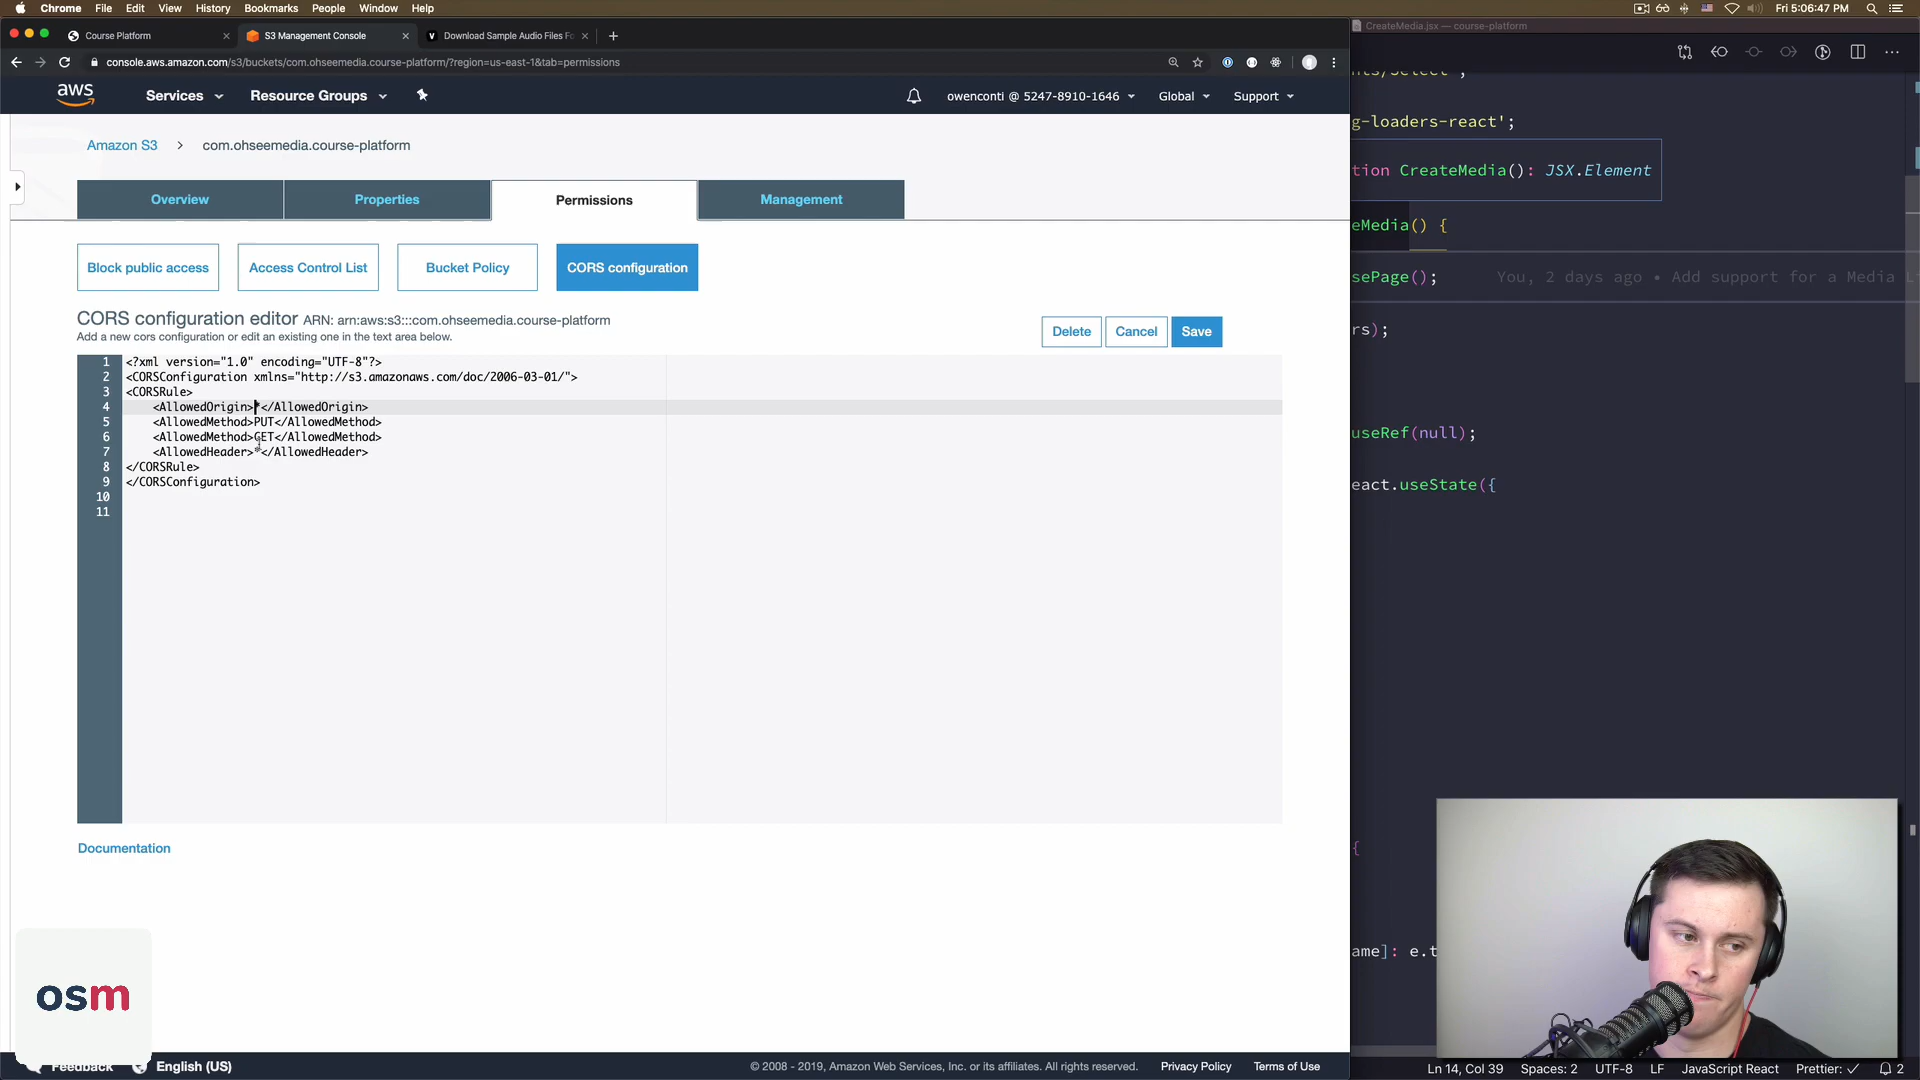 Chrome File Edit View History Bookmarks People Window Help
Fri 5:06:47 PM
Course Platform
S3 Management Console
Download Sample Audio Files Fo
CreateMedia.jsx — course-platform
console.aws.amazon.com/s3/buckets/com.ohseemedia.course-platform/?region=us-east-1&tab=permissions
aws Services Resource Groups owenconti @ 5247-8910-1646 Global Support
Amazon S3 > com.ohseemedia.course-platform
Overview Properties Permissions Management
Block public access Access Control List Bucket Policy CORS configuration
CORS configuration editor ARN: arn:aws:s3:::com.ohseemedia.course-platform
Add a new cors configuration or edit an existing one in the text area below.
Delete Cancel Save
1 <?xml version="1.0" encoding="UTF-8"?>
2 <CORSConfiguration xmlns="http://s3.amazonaws.com/doc/2006-03-01/">
3 <CORSRule>
4 <AllowedOrigin>*</AllowedOrigin>
5 <AllowedMethod>PUT</AllowedMethod>
6 <AllowedMethod>GET</AllowedMethod>
7 <AllowedHeader>*</AllowedHeader>
8 </CORSRule>
9 </CORSConfiguration>
10
11
Documentation
osm
Feedback English (US)
© 2008 - 2019, Amazon Web Services, Inc. or its affiliates. All rights reserved. Privacy Policy Terms of Use
g-loaders-react';
tion CreateMedia(): JSX.Element
eMedia() {
sePage(); You, 2 days ago • Add support for a Media L
rs);
useRef(null);
eact.useState({
{
ame]: e.t
Ln 14, Col 39 Spaces: 2 UTF-8 LF JavaScript React Prettier: ✓ 2